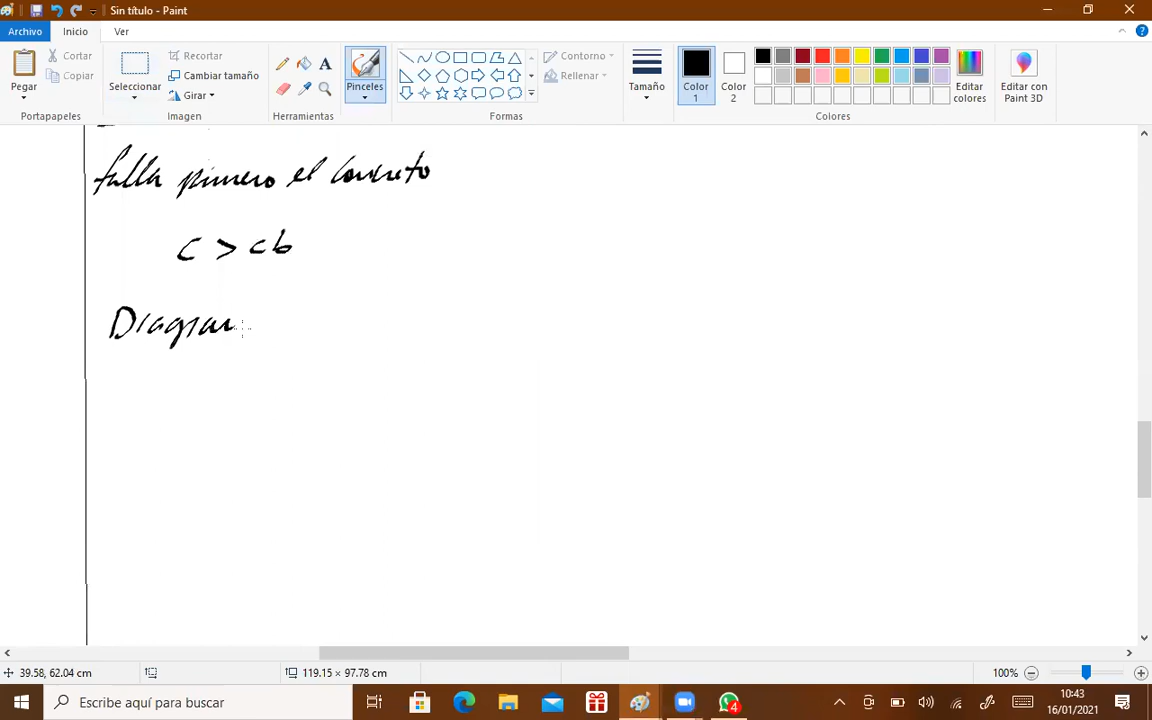 Sin título - Paint
Archivo Inicio Ver
Pegar
Cortar
Copiar
Portapapeles
Seleccionar
Recortar
Cambiar tamaño
Girar
Imagen
Herramientas
Pinceles
Formas
Contorno
Rellenar
Tamaño
Color 1
Color 2
Editar colores
Colores
Editar con Paint 3D
falla primero el concreto
c > cb
Diagram
39.58, 62.04 cm
119.15 × 97.78 cm
100%
Escribe aquí para buscar
4
10:43
16/01/2021